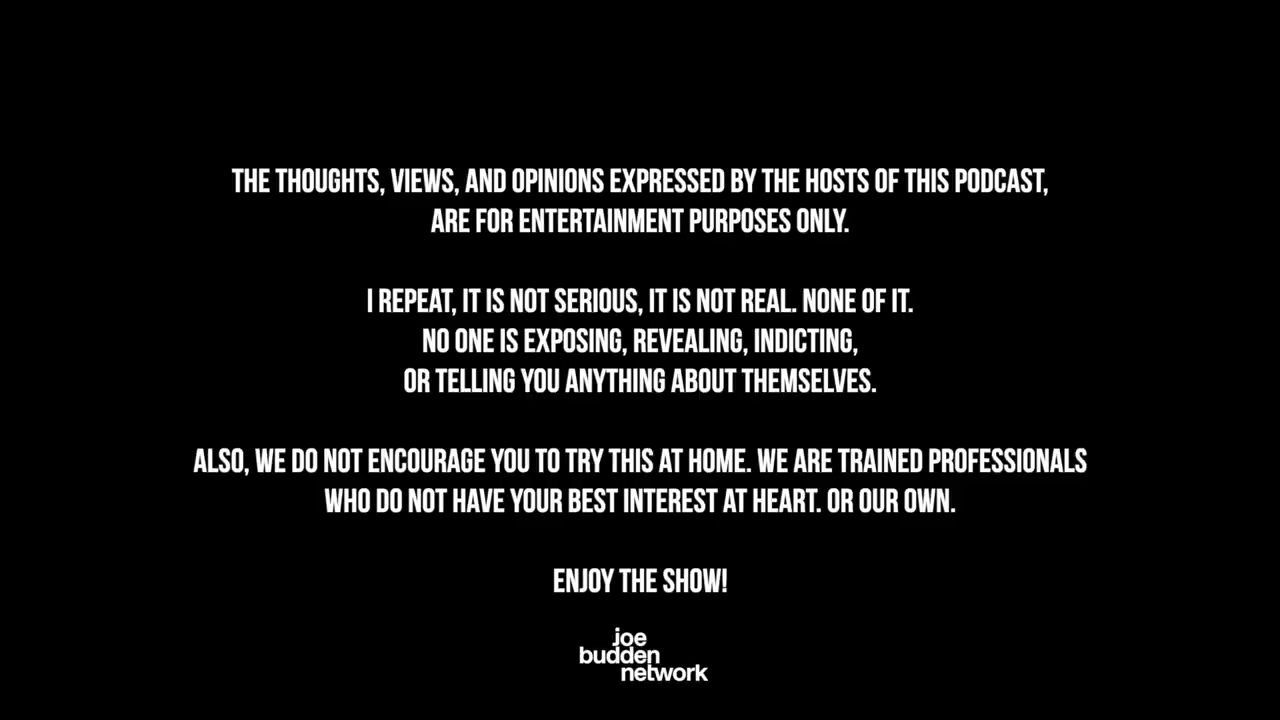 THE THOUGHTS, VIEWS, AND OPINIONS EXPRESSED BY THE HOSTS OF THIS PODCAST,
ARE FOR ENTERTAINMENT PURPOSES ONLY.
I REPEAT, IT IS NOT SERIOUS, IT IS NOT REAL. NONE OF IT.
NO ONE IS EXPOSING, REVEALING, INDICTING,
OR TELLING YOU ANYTHING ABOUT THEMSELVES.
ALSO, WE DO NOT ENCOURAGE YOU TO TRY THIS AT HOME. WE ARE TRAINED PROFESSIONALS
WHO DO NOT HAVE YOUR BEST INTEREST AT HEART. OR OUR OWN.
ENJOY THE SHOW!
joe
budden
network